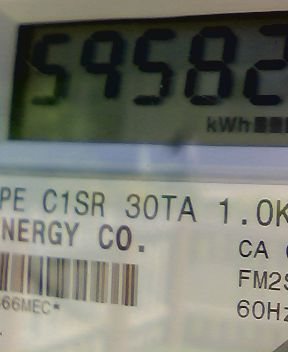 59582
kWh
PE C1SR 30TA 1.0K
NERGY CO.
CA
FM2S
66MEC*
60Hz